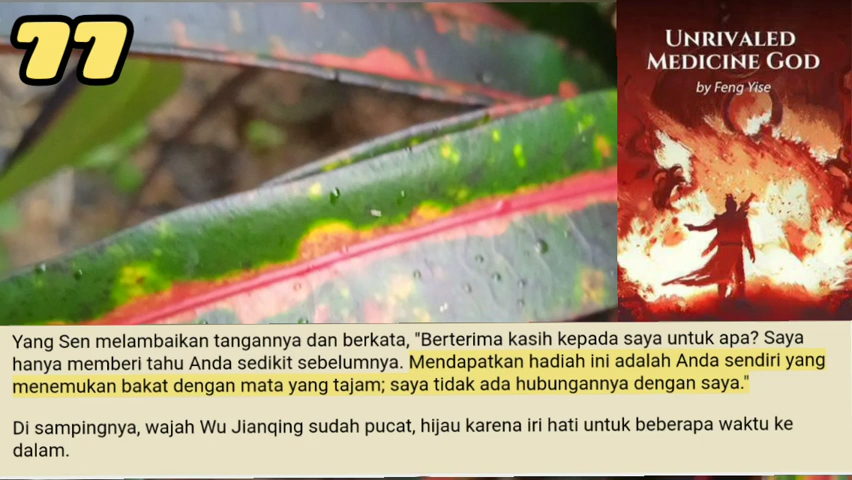 77
UNRIVALED
MEDICINE GOD
by Feng Yise
Yang Sen melambaikan tangannya dan berkata, "Berterima kasih kepada saya untuk apa? Saya
hanya memberi tahu Anda sedikit sebelumnya. Mendapatkan hadiah ini adalah Anda sendiri yang
menemukan bakat dengan mata yang tajam; saya tidak ada hubungannya dengan saya."
Di sampingnya, wajah Wu Jianqing sudah pucat, hijau karena iri hati untuk beberapa waktu ke
dalam.